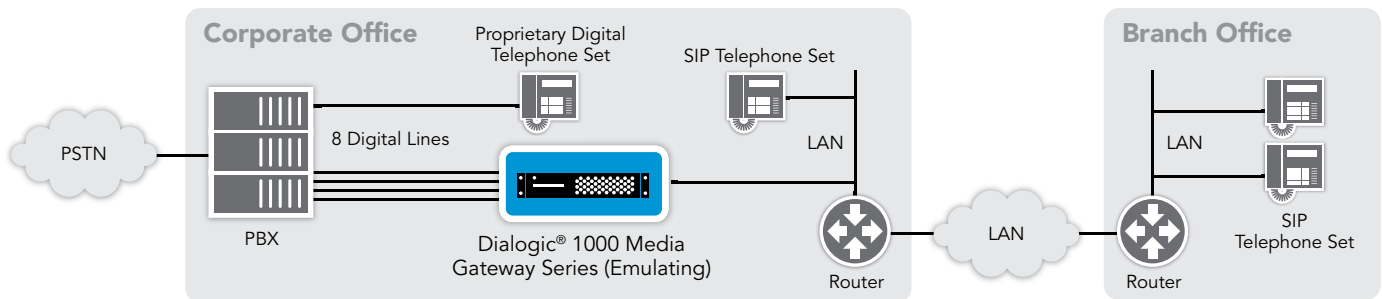 Corporate Office
Proprietary Digital
Telephone Set
SIP Telephone Set
Branch Office
8 Digital Lines
LAN
LAN
PSTN
PBX
Dialogic® 1000 Media
Gateway Series (Emulating)
LAN
SIP
Telephone Set
Router
Router